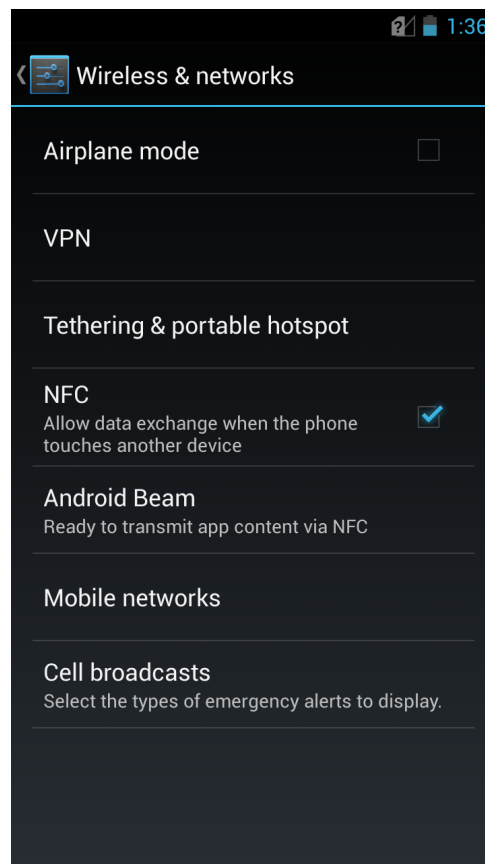 1:36
Wireless & networks
Airplane mode
VPN
Tethering & portable hotspot
NFC
Allow data exchange when the phone
touches another device
Android Beam
Ready to transmit app content via NFC
Mobile networks
Cell broadcasts
Select the types of emergency alerts to display.